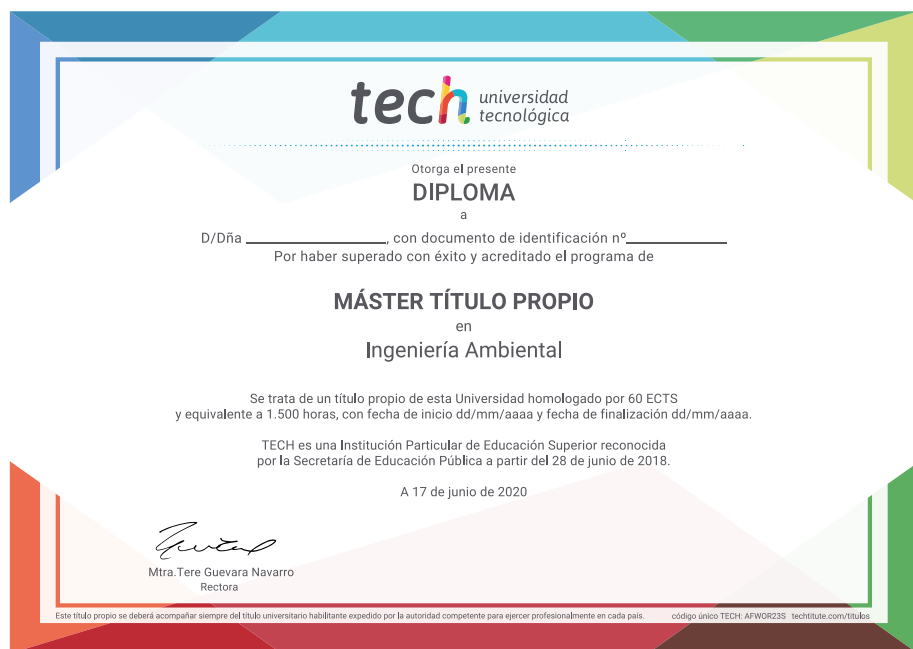 tech universidad
tecnológica
Otorga el presente
DIPLOMA
a
D/Dña ____________________, con documento de identificación nº______________
Por haber superado con éxito y acreditado el programa de
MÁSTER TÍTULO PROPIO
en
Ingeniería Ambiental
Se trata de un título propio de esta Universidad homologado por 60 ECTS
y equivalente a 1.500 horas, con fecha de inicio dd/mm/aaaa y fecha de finalización dd/mm/aaaa.
TECH es una Institución Particular de Educación Superior reconocida
por la Secretaría de Educación Pública a partir del 28 de junio de 2018.
A 17 de junio de 2020
Mtra.Tere Guevara Navarro
Rectora
Este título propio se deberá acompañar siempre del título universitario habilitante expedido por la autoridad competente para ejercer profesionalmente en cada país. código único TECH: AFWOR23S techtitute.com/titulos